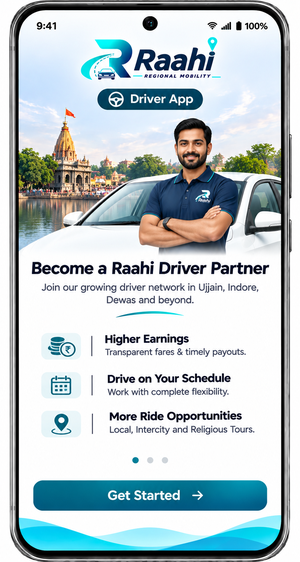 9:41
100%
Raahi
REGIONAL MOBILITY
Driver App
Raahi
Become a Raahi Driver Partner
Join our growing driver network in Ujjain, Indore,
Dewas and beyond.
Higher Earnings
Transparent fares & timely payouts.
Drive on Your Schedule
Work with complete flexibility.
More Ride Opportunities
Local, Intercity and Religious Tours.
Get Started →